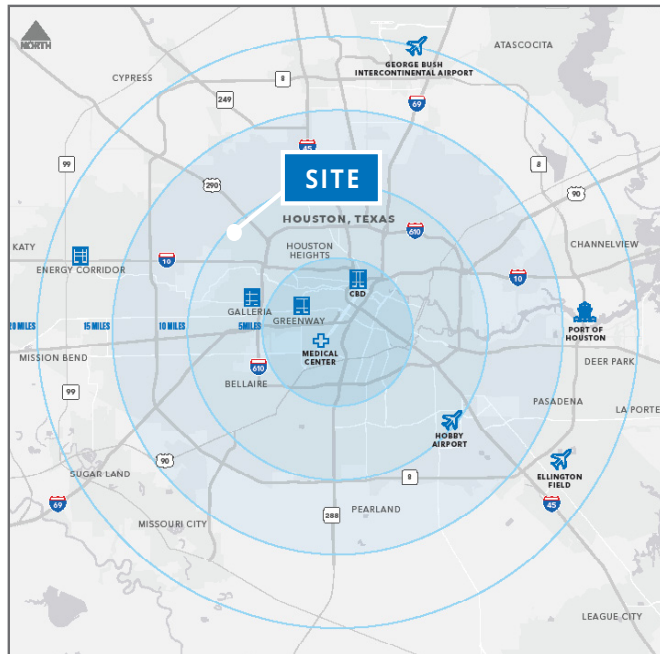 NORTH
GEORGE BUSH
INTERCONTINENTAL AIRPORT
ATASCOCITA
CYPRESS
8
249
69
45
99
8
290
90
SITE
HOUSTON, TEXAS
610
KATY
HOUSTON
HEIGHTS
CHANNELVIEW
ENERGY CORRIDOR
10
10
CBD
GALLERIA
GREENWAY
20 MILES
15 MILES
10 MILES
5MILES
PORT OF
HOUSTON
MISSION BEND
MEDICAL
CENTER
DEER PARK
610
BELLAIRE
99
PASADENA
LA PORTE
HOBBY
AIRPORT
90
SUGAR LAND
8
ELLINGTON
FIELD
69
45
288
PEARLAND
MISSOURI CITY
LEAGUE CITY